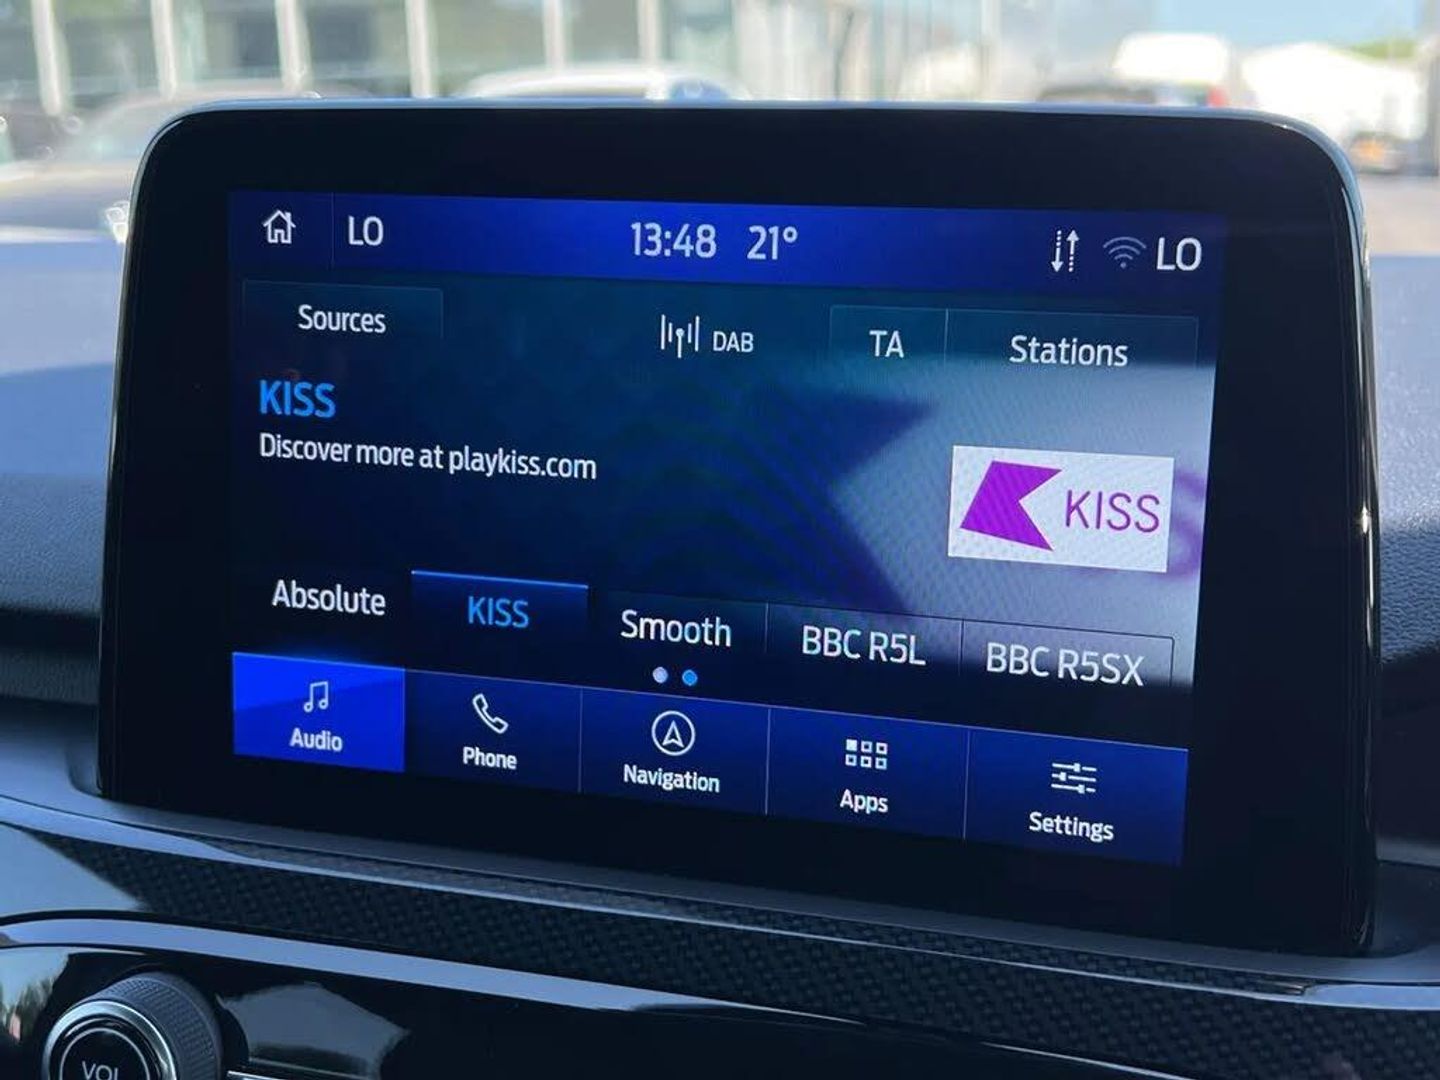 LO 13:48 21° LO
Sources DAB TA Stations
KISS
Discover more at playkiss.com
KISS
Absolute KISS Smooth BBC R5L BBC R5SX
Audio Phone Navigation Apps Settings
VOL